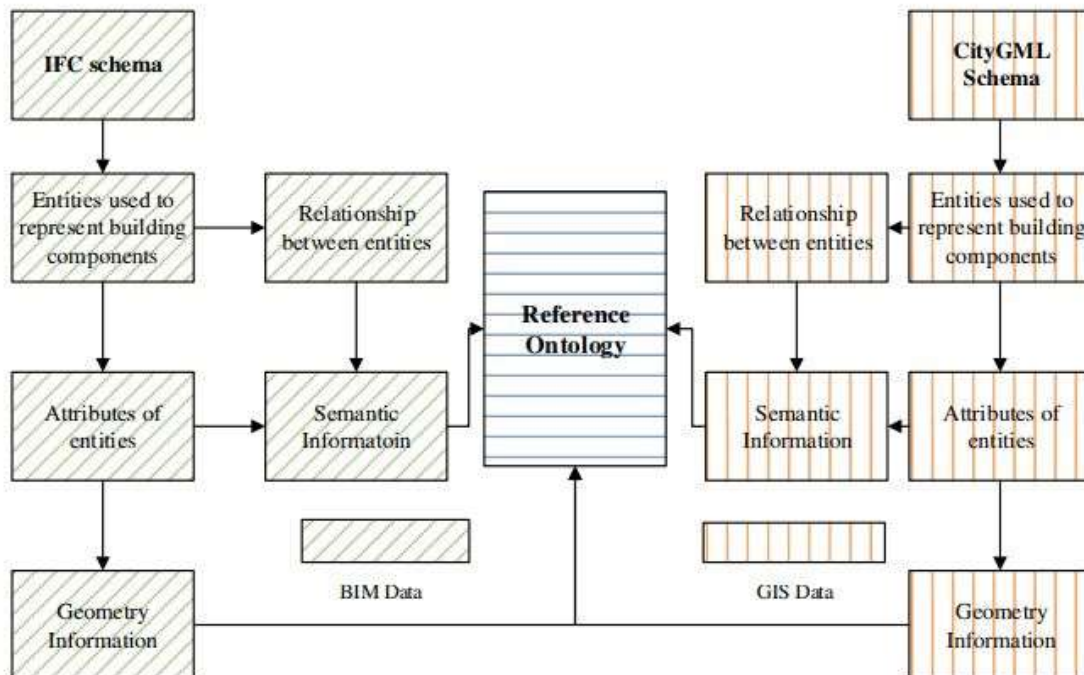 IFC schema
CityGML
Schema
Entities used to
represent building
components
Relationship
between entities
Relationship
between entities
Entities used to
represent building
components
Reference
Ontology
Attributes of
entities
Semantic
Informatoin
Semantic
Information
Attributes of
entities
BIM Data
GIS Data
Geometry
Information
Geometry
Information